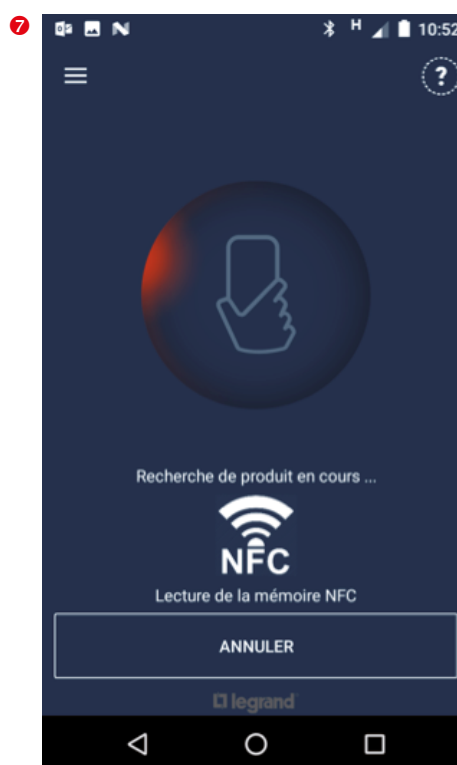 7
H 10:52
?
Recherche de produit en cours ...
NFC
Lecture de la mémoire NFC
ANNULER
legrand